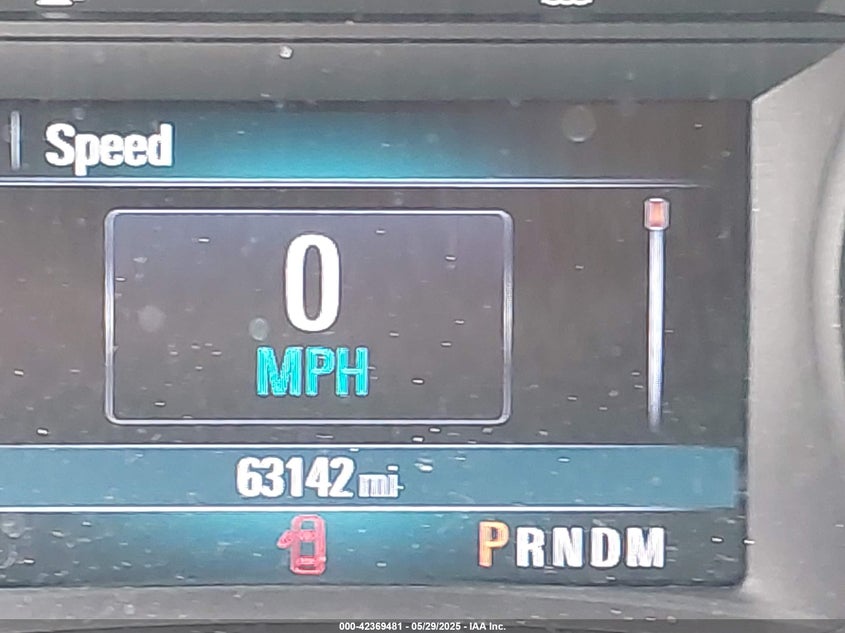 Speed
0
MPH
63142 mi
PRNDM
000-42369481 - 05/29/2025 - IAA Inc.